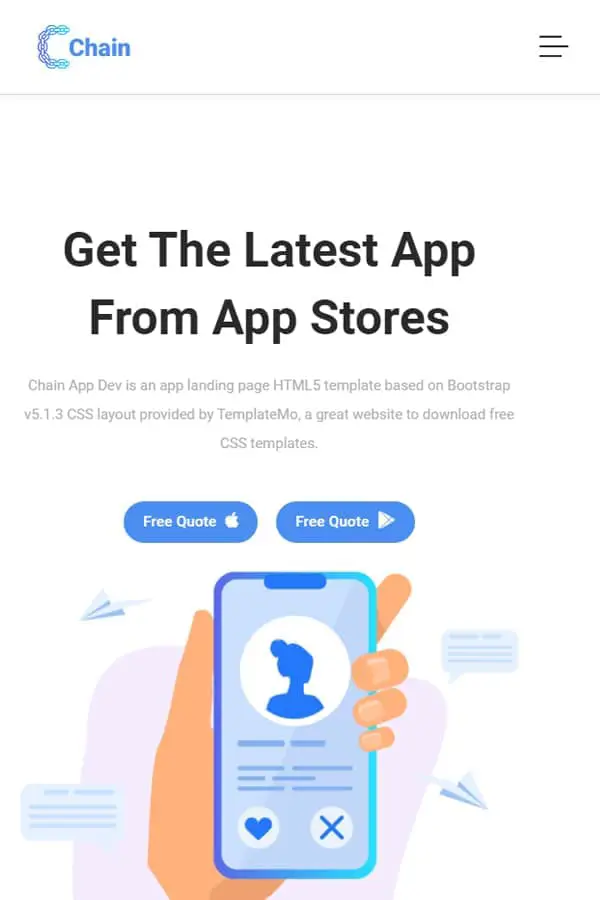 Chain
Get The Latest App
From App Stores
Chain App Dev is an app landing page HTML5 template based on Bootstrap
v5.1.3 CSS layout provided by TemplateMo, a great website to download free
CSS templates.
Free Quote
Free Quote